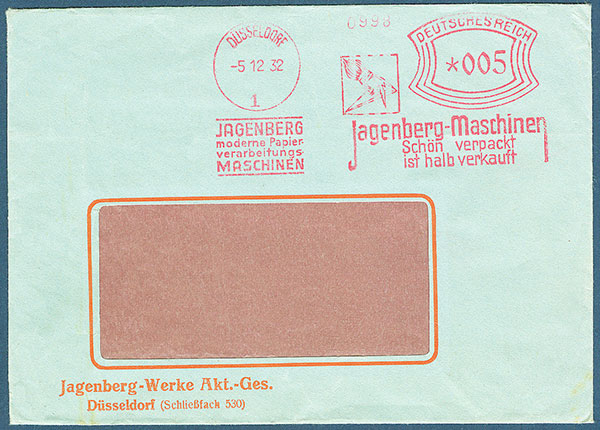 0998
DÜSSELDORF
-5 12 32
1
DEUTSCHES REICH
*005
JAGENBERG
moderne Papier-
verarbeitungs-
MASCHINEN
Jagenberg-Maschinen
Schön verpackt
ist halb verkauft
Jagenberg-Werke Akt.-Ges.
Düsseldorf (Schließfach 530)